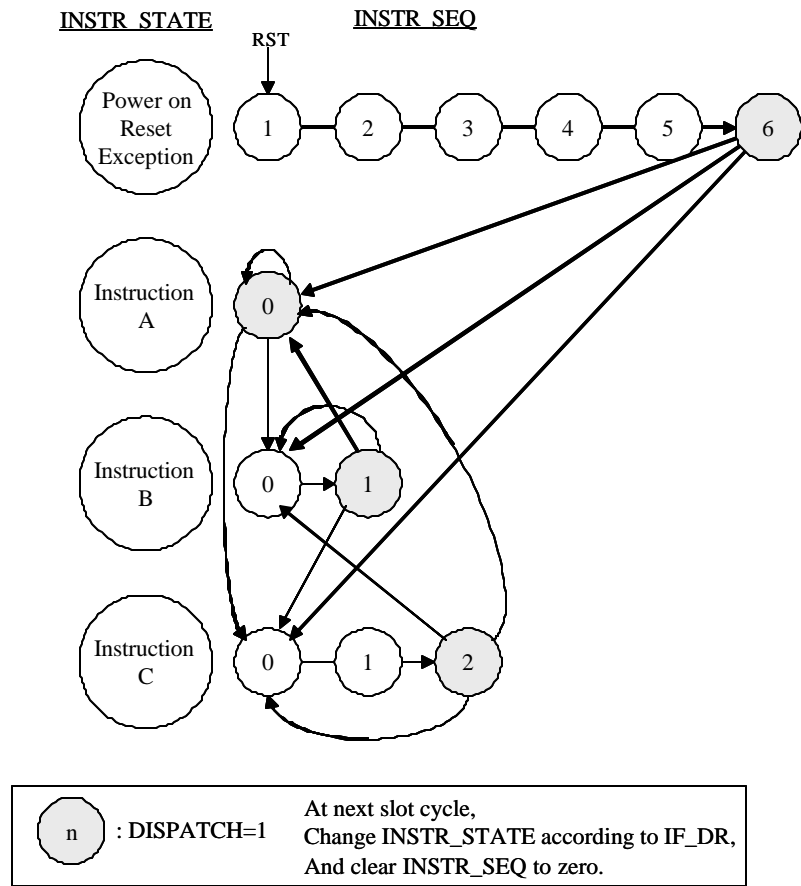 INSTR_STATE
INSTR_SEQ
RST
Power on
Reset
Exception
1
2
3
4
5
6
Instruction
A
0
Instruction
B
0
1
Instruction
C
0
1
2
n
: DISPATCH=1
At next slot cycle,
Change INSTR_STATE according to IF_DR,
And clear INSTR_SEQ to zero.